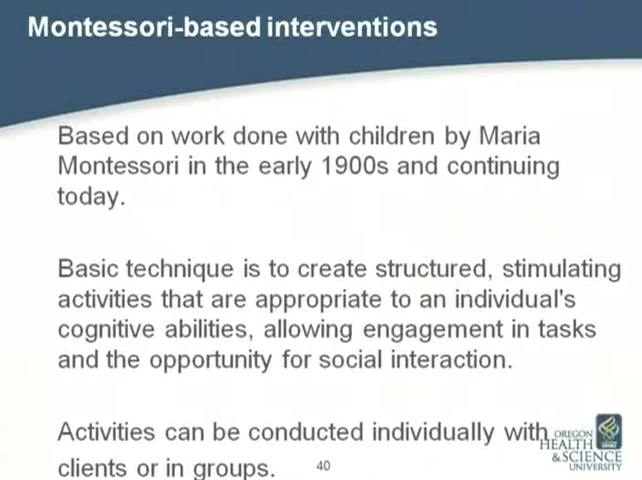 Montessori-based interventions
Based on work done with children by Maria
Montessori in the early 1900s and continuing
today.
Basic technique is to create structured, stimulating
activities that are appropriate to an individual's
cognitive abilities, allowing engagement in tasks
and the opportunity for social interaction.
Activities can be conducted individually with
clients or in groups.
40
OREGON
HEALTH
&SCIENCE
UNIVERSITY